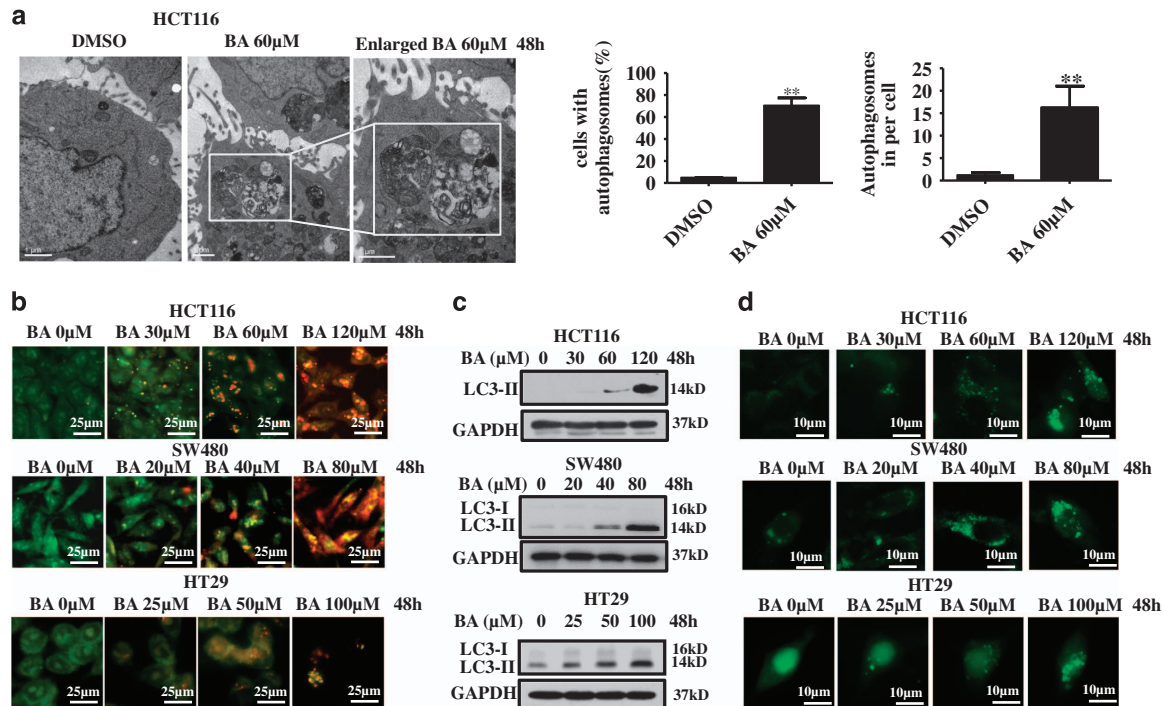 a
HCT116
DMSO BA 60µM Enlarged BA 60µM 48h
1 µm
cells with
autophagosomes(%)
100
80
60
40
20
0
**
DMSO BA 60µM
Autophagosomes
in per cell
25
20
15
10
5
0
**
DMSO BA 60µM
b
HCT116
BA 0µM BA 30µM BA 60µM BA 120µM 48h
25µm 25µm 25µm 25µm
SW480
BA 0µM BA 20µM BA 40µM BA 80µM 48h
25µm 25µm 25µm 25µm
HT29
BA 0µM BA 25µM BA 50µM BA 100µM 48h
25µm 25µm 25µm 25µm
c
HCT116
BA (µM) 0 30 60 120 48h
LC3-II 14kD
GAPDH 37kD
SW480
BA (µM) 0 20 40 80 48h
LC3-I 16kD
LC3-II 14kD
GAPDH 37kD
HT29
BA (µM) 0 25 50 100 48h
LC3-I 16kD
LC3-II 14kD
GAPDH 37kD
d
HCT116
BA 0µM BA 30µM BA 60µM BA 120µM 48h
10µm 10µm 10µm 10µm
SW480
BA 0µM BA 20µM BA 40µM BA 80µM 48h
10µm 10µm 10µm 10µm
HT29
BA 0µM BA 25µM BA 50µM BA 100µM 48h
10µm 10µm 10µm 10µm